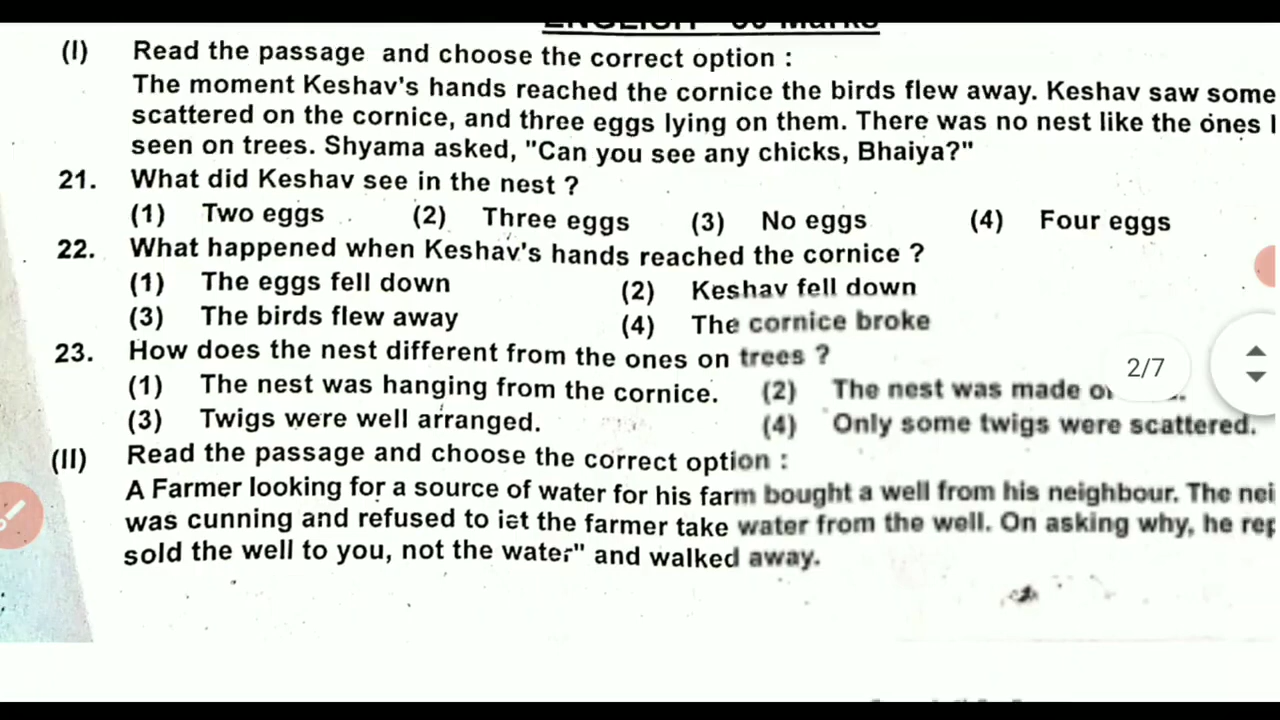 ENGLISH
(I) Read the passage and choose the correct option :
The moment Keshav's hands reached the cornice the birds flew away. Keshav saw some
scattered on the cornice, and three eggs lying on them. There was no nest like the ones
seen on trees. Shyama asked, "Can you see any chicks, Bhaiya?"
21. What did Keshav see in the nest ?
(1) Two eggs (2) Three eggs (3) No eggs (4) Four eggs
22. What happened when Keshav's hands reached the cornice ?
(1) The eggs fell down (2) Keshav fell down
(3) The birds flew away (4) The cornice broke
23. How does the nest different from the ones on trees ?
(1) The nest was hanging from the cornice. (2) The nest was made
2/7
(3) Twigs were well arranged. (4) Only some twigs were scattered.
(II) Read the passage and choose the correct option :
A Farmer looking for a source of water for his farm bought a well from his neighbour. The
was cunning and refused to let the farmer take water from the well. On asking why, he
sold the well to you, not the water" and walked away.